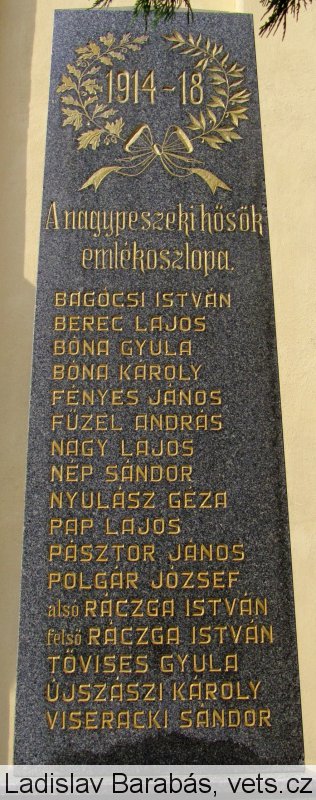 1914-18
A nagypeszeki hősök
emlékoszlopa.
BAGÓCSI ISTVÁN
BEREC LAJOS
BÓNA GYULA
BÓNA KÁROLY
FÉNYES JÁNOS
FÜZEL ANDRÁS
NAGY LAJOS
NÉP SÁNDOR
NYULÁSZ GÉZA
PAP LAJOS
PÁSZTOR JÁNOS
POLGÁR JÓZSEF
alsó RÁCZGA ISTVÁN
felső RÁCZGA ISTVÁN
TÖVISES GYULA
ÚJSZÁSZI KÁROLY
VISERACKI SÁNDOR
Ladislav Barabás, vets.cz